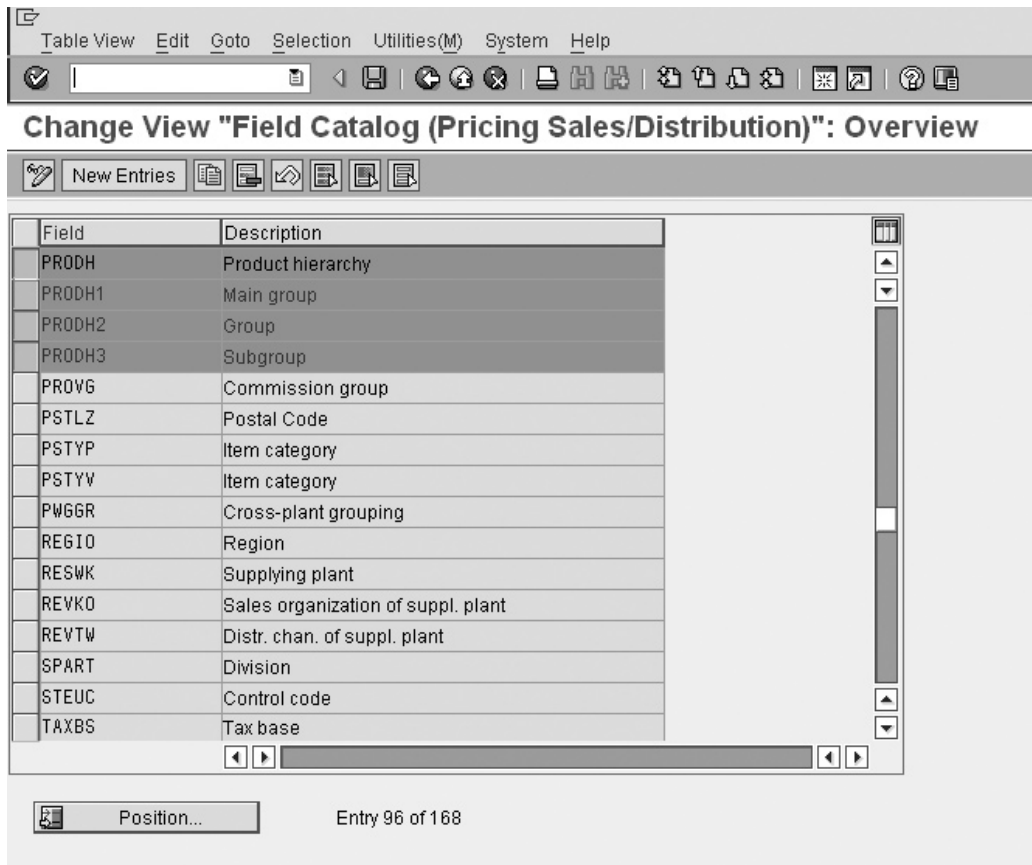 Table View Edit Goto Selection Utilities(M) System Help
Change View "Field Catalog (Pricing Sales/Distribution)": Overview
New Entries
Field Description
PRODH Product hierarchy
PRODH1 Main group
PRODH2 Group
PRODH3 Subgroup
PROVG Commission group
PSTLZ Postal Code
PSTYP Item category
PSTYV Item category
PWGGR Cross-plant grouping
REGIO Region
RESWK Supplying plant
REVKO Sales organization of suppl. plant
REVTW Distr. chan. of suppl. plant
SPART Division
STEUC Control code
TAXBS Tax base
Position... Entry 96 of 168